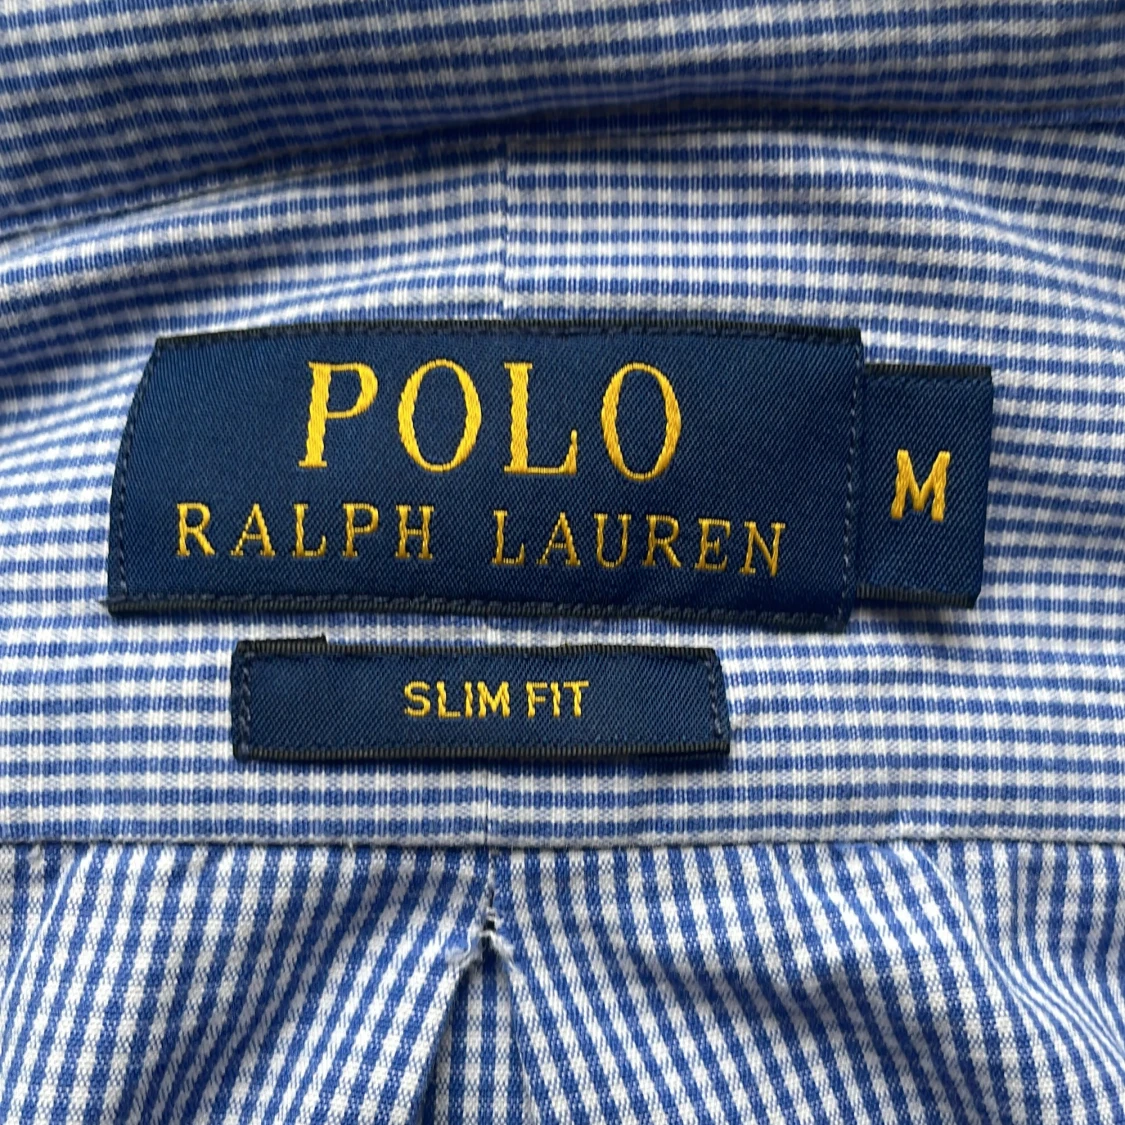 POLO
RALPH LAUREN
M
SLIM FIT